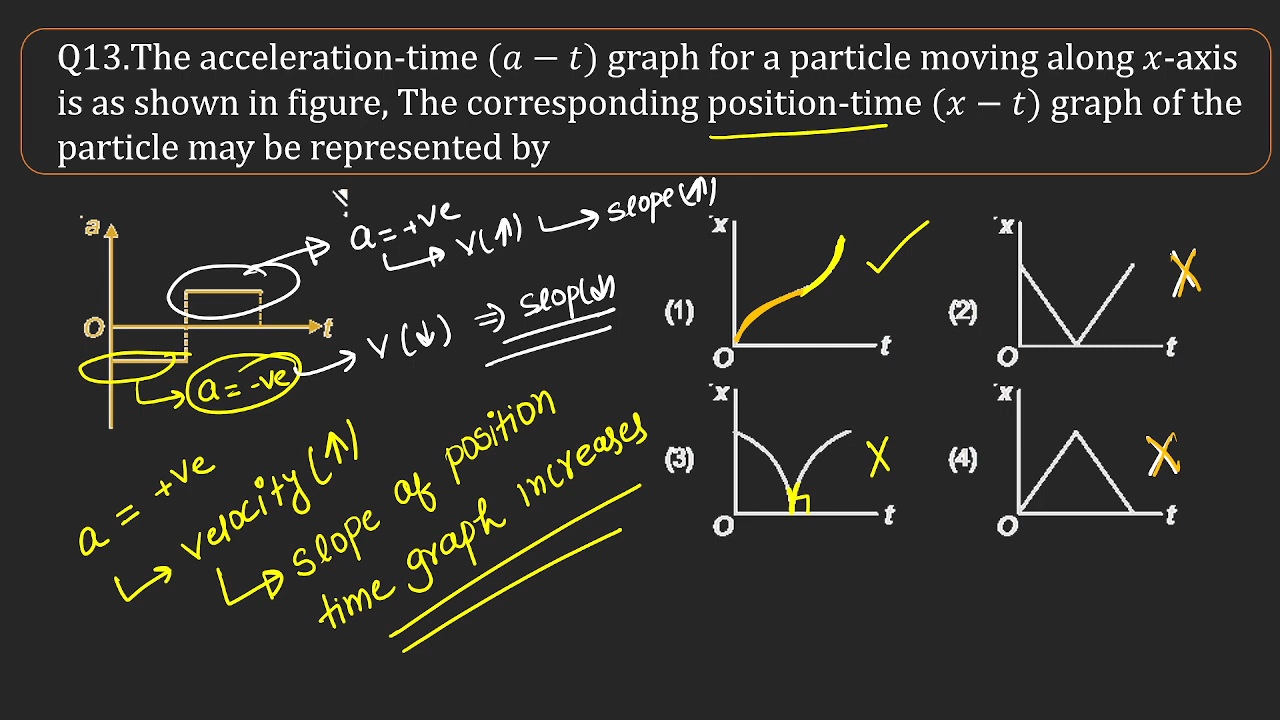 Q13.The acceleration-time (a − t) graph for a particle moving along x-axis
is as shown in figure, The corresponding position-time (x − t) graph of the
particle may be represented by
a
O
t
a = +ve
v(↑)
slope(↑)
a = -ve
v(↓) ⇒ slop(↓)
a = +ve
velocity(↑)
slope of position
time graph increases
(1)
x
O
t
(2)
x
O
t
(3)
x
O
t
(4)
x
O
t